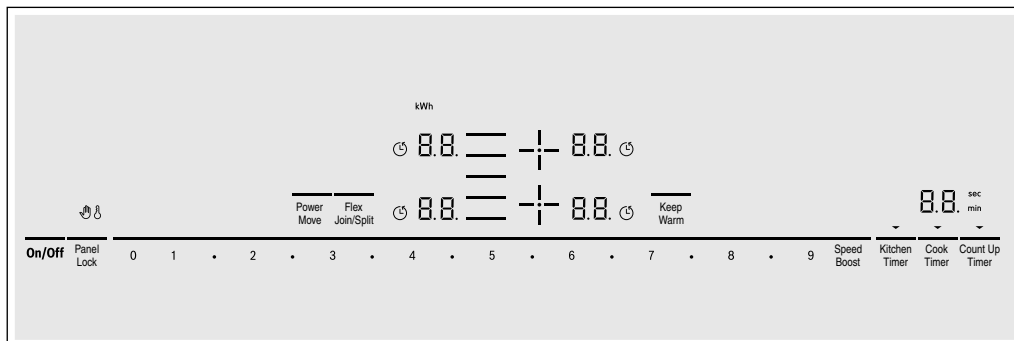 kWh
8.8. 8.8.
8.8. 8.8.
Power
Move
Flex
Join/Split
Keep
Warm
8.8. sec
min
On/Off
Panel
Lock
0 1 • 2 • 3 • 4 • 5 • 6 • 7 • 8 • 9
Speed
Boost
Kitchen
Timer
Cook
Timer
Count Up
Timer